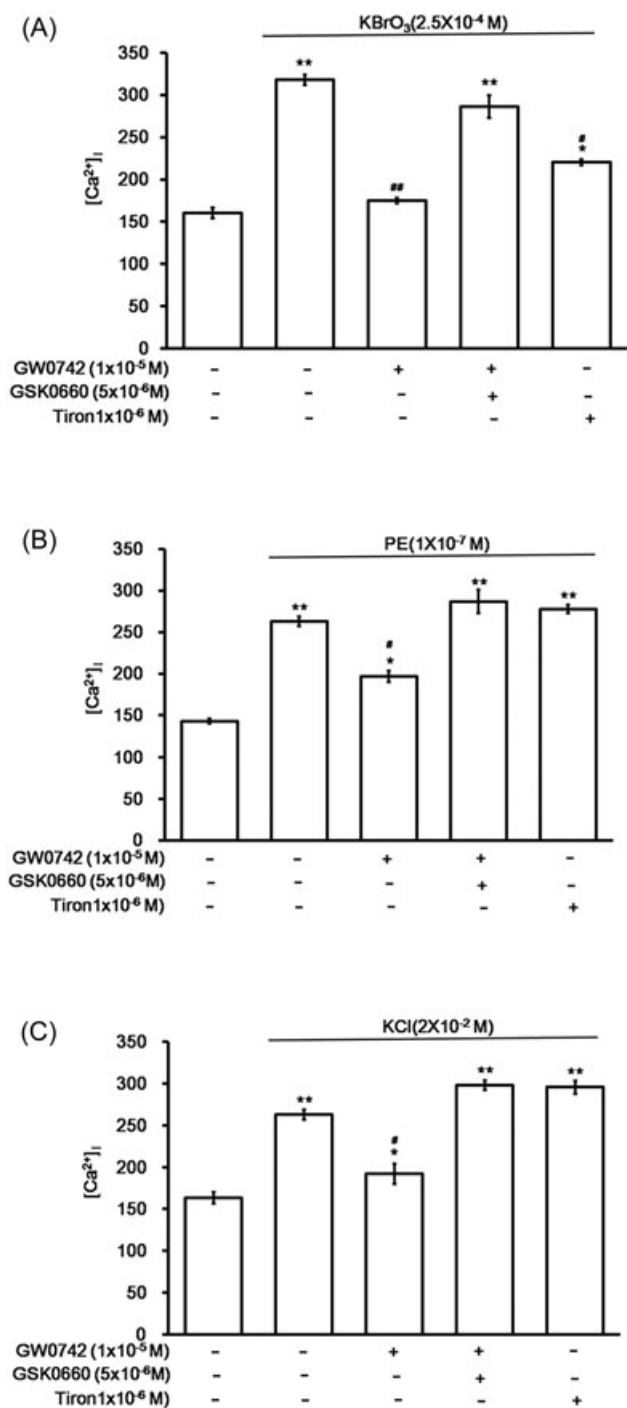 (A)
KBrO₃(2.5X10⁻⁴ M)
350
300
250
200
150
100
50
0
[Ca²⁺]ᵢ
**
##
**
#
*
GW0742 (1x10⁻⁵ M) – – + + –
GSK0660 (5x10⁻⁶M) – – – + –
Tiron1x10⁻⁶ M) – – – – +
(B)
PE(1X10⁻⁷ M)
350
300
250
200
150
100
50
0
[Ca²⁺]ᵢ
**
#
*
**
**
GW0742 (1x10⁻⁵ M) – – + + –
GSK0660 (5x10⁻⁶M) – – – + –
Tiron1x10⁻⁶ M) – – – – +
(C)
KCl(2X10⁻² M)
350
300
250
200
150
100
50
0
[Ca²⁺]ᵢ
**
#
*
**
**
GW0742 (1x10⁻⁵ M) – – + + –
GSK0660 (5x10⁻⁶M) – – – + –
Tiron1x10⁻⁶ M) – – – – +